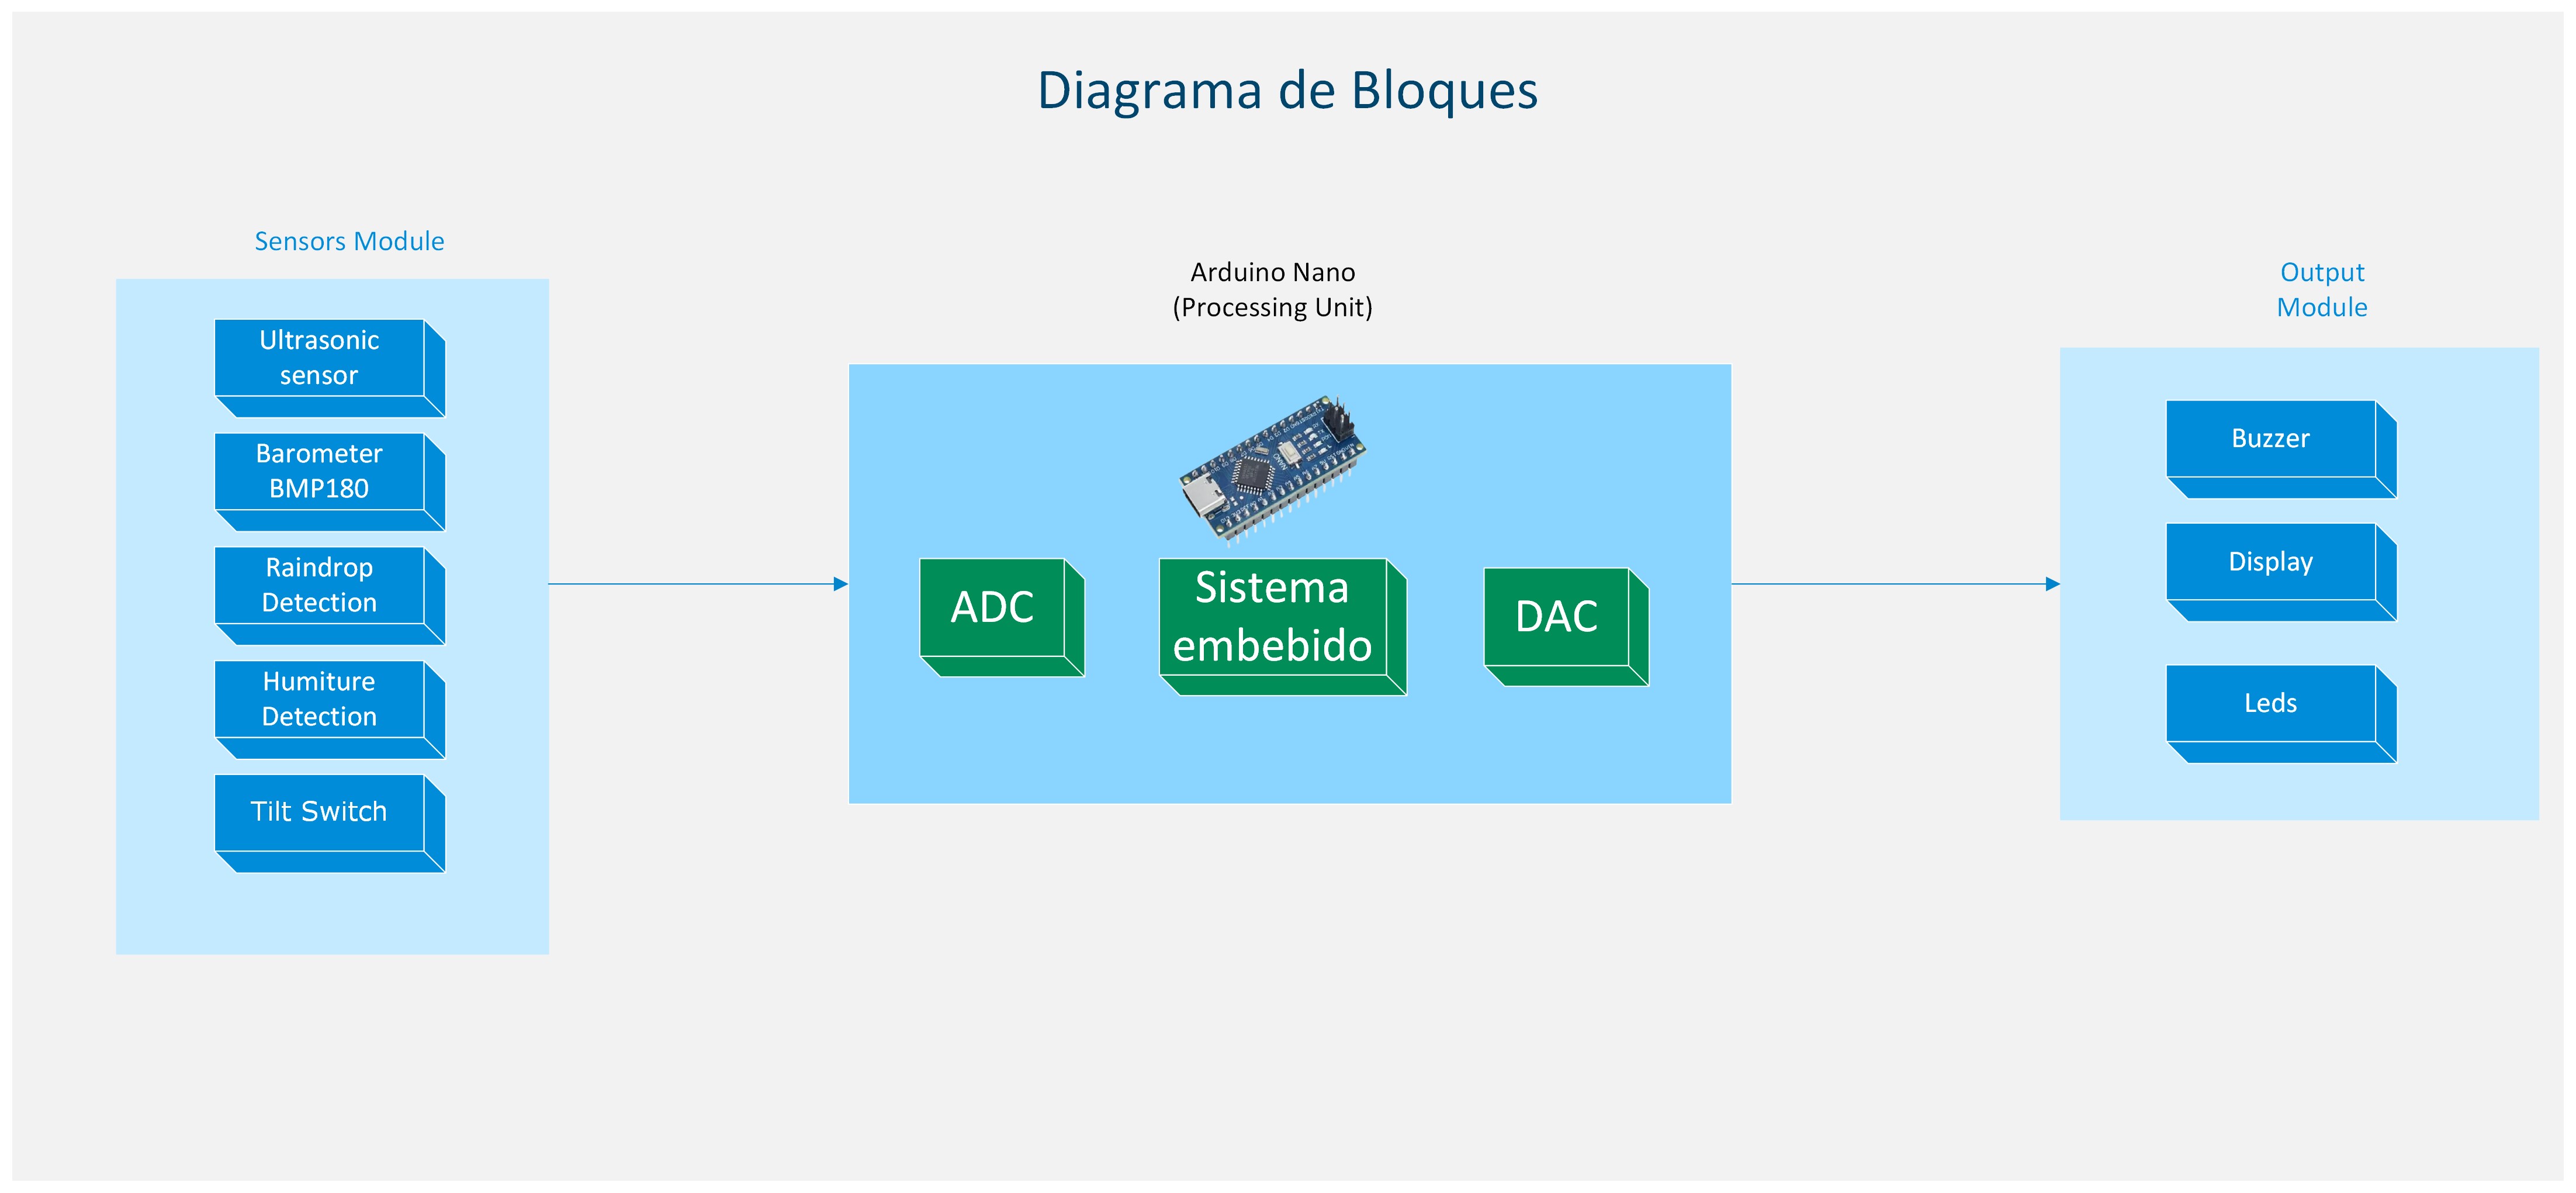 Diagrama de Bloques
Sensors Module
Ultrasonic
sensor
Barometer
BMP180
Raindrop
Detection
Humiture
Detection
Tilt Switch
Arduino Nano
(Processing Unit)
ADC
Sistema
embebido
DAC
Output
Module
Buzzer
Display
Leds